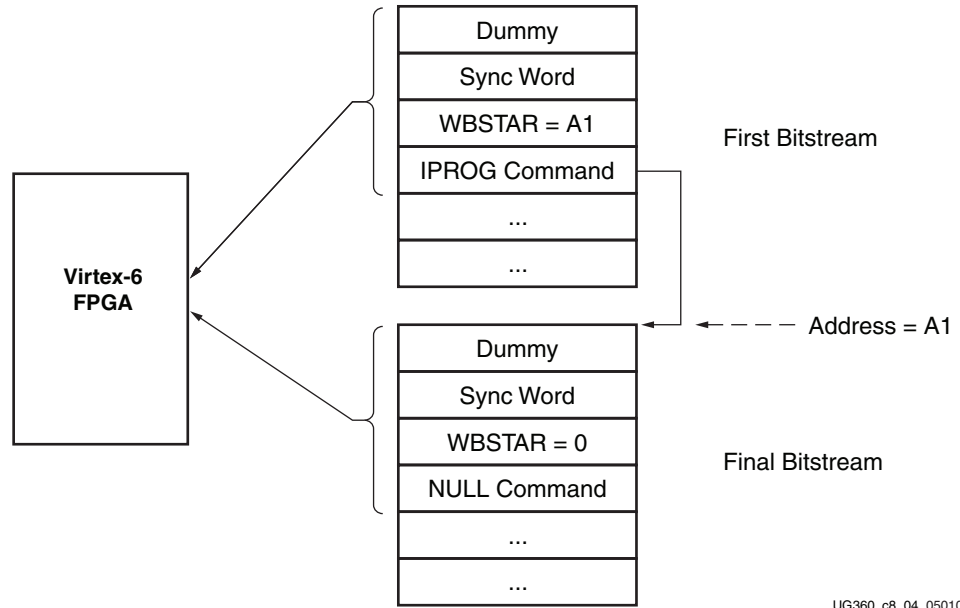 Dummy
Sync Word
WBSTAR = A1
IPROG Command
...
...
First Bitstream
Virtex-6
FPGA
Address = A1
Dummy
Sync Word
WBSTAR = 0
NULL Command
...
...
Final Bitstream